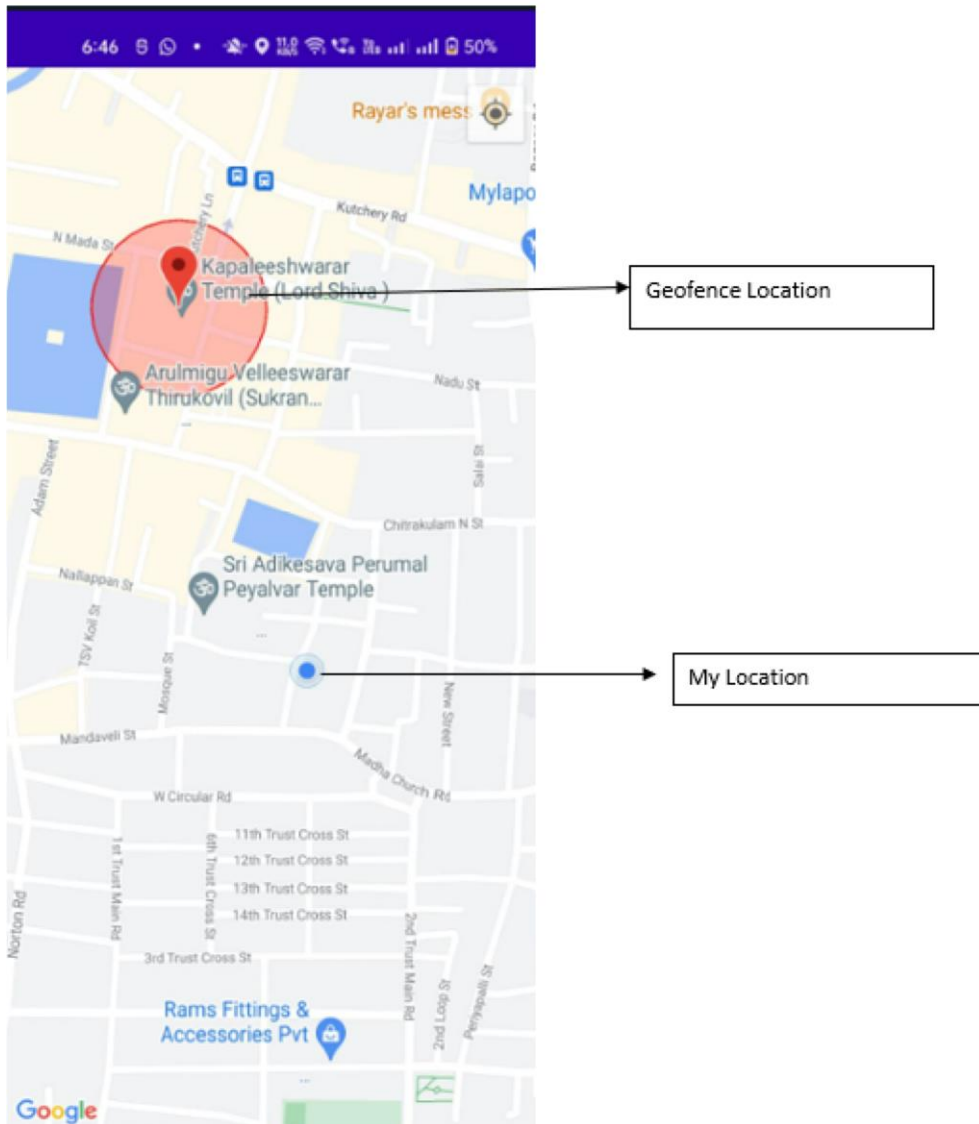 6:46
50%
Rayar's mess
Kutchery Rd
Mylapo
N Mada St
Kapaleeshwarar
Temple (Lord Shiva )
Geofence Location
Arulmigu Velleeswarar
Thirukovil (Sukran...
Nadu St
Adam Street
Salai St
Chitrakulam N St
Sri Adikesava Perumal
Peyalvar Temple
Nallappan St
TSV Koil St
Mosque St
My Location
New Street
Mandaveli St
Madha Church Rd
W Circular Rd
11th Trust Cross St
12th Trust Cross St
13th Trust Cross St
14th Trust Cross St
1st Trust Main Rd
6th Trust Cross St
Norton Rd
2nd Trust Main Rd
3rd Trust Cross St
2nd Loop St
Periyapalli St
Rams Fittings &
Accessories Pvt
Google